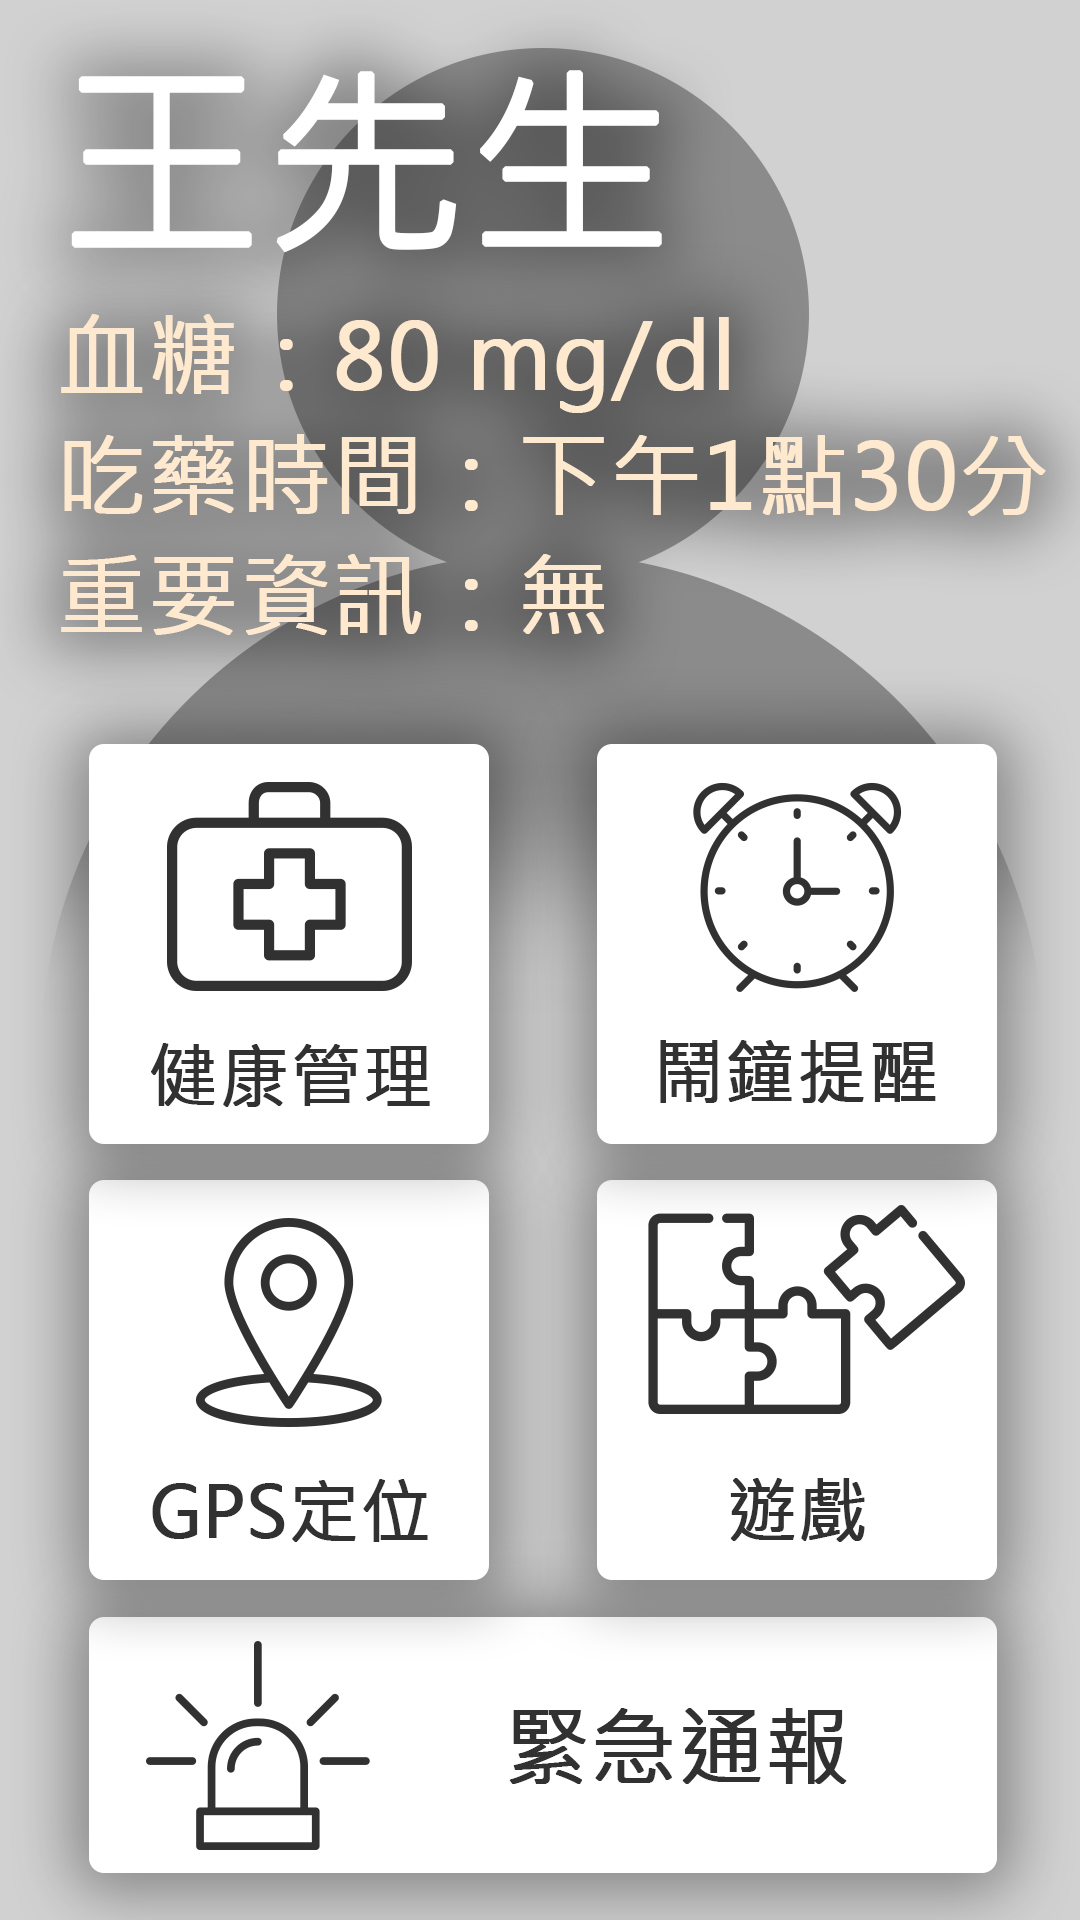 王先生
血糖：80 mg/dl
吃藥時間：下午1點30分
重要資訊：無
健康管理
鬧鐘提醒
GPS定位
遊戲
緊急通報